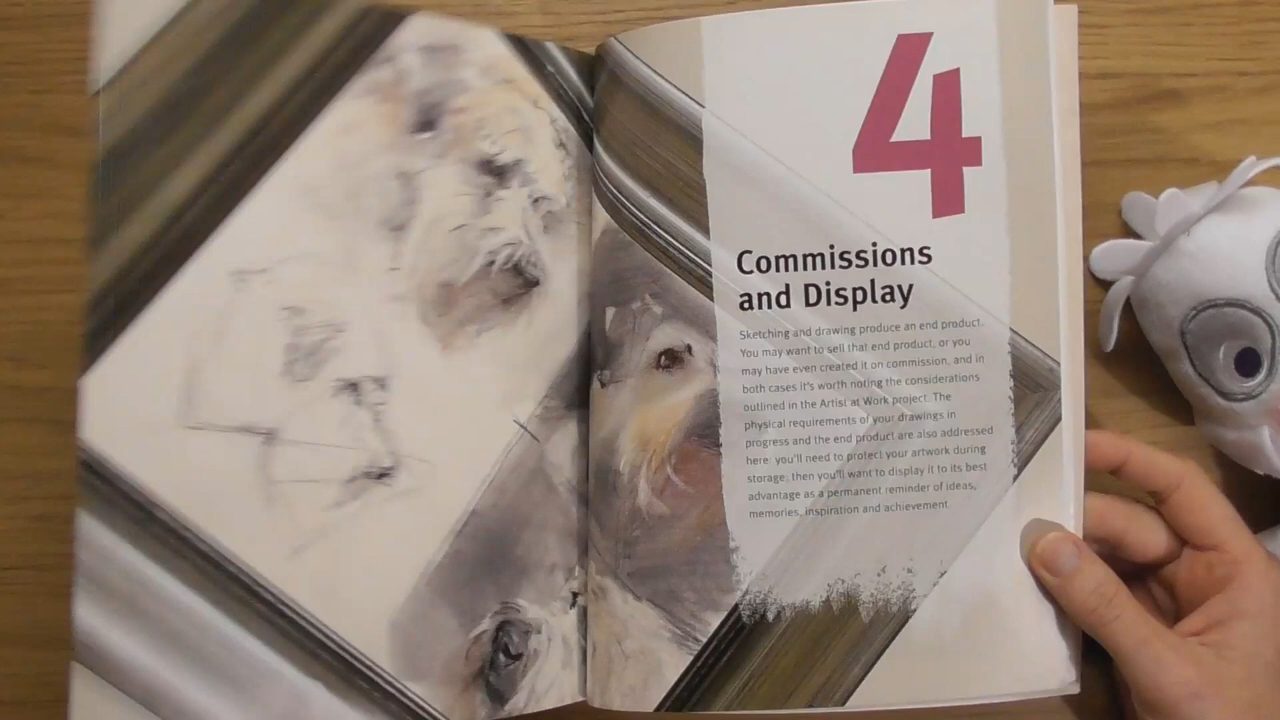 4
Commissions
and Display
Sketching and drawing produce an end product.
You may want to sell that end product, or you
may have even created it on commission, and in
both cases it's worth noting the considerations
outlined in the Artist at Work project. The
physical requirements of your drawings in
progress and the end product are also addressed
here: you'll need to protect your artwork during
storage; then you'll want to display it to its best
advantage as a permanent reminder of ideas,
memories, inspiration and achievement.